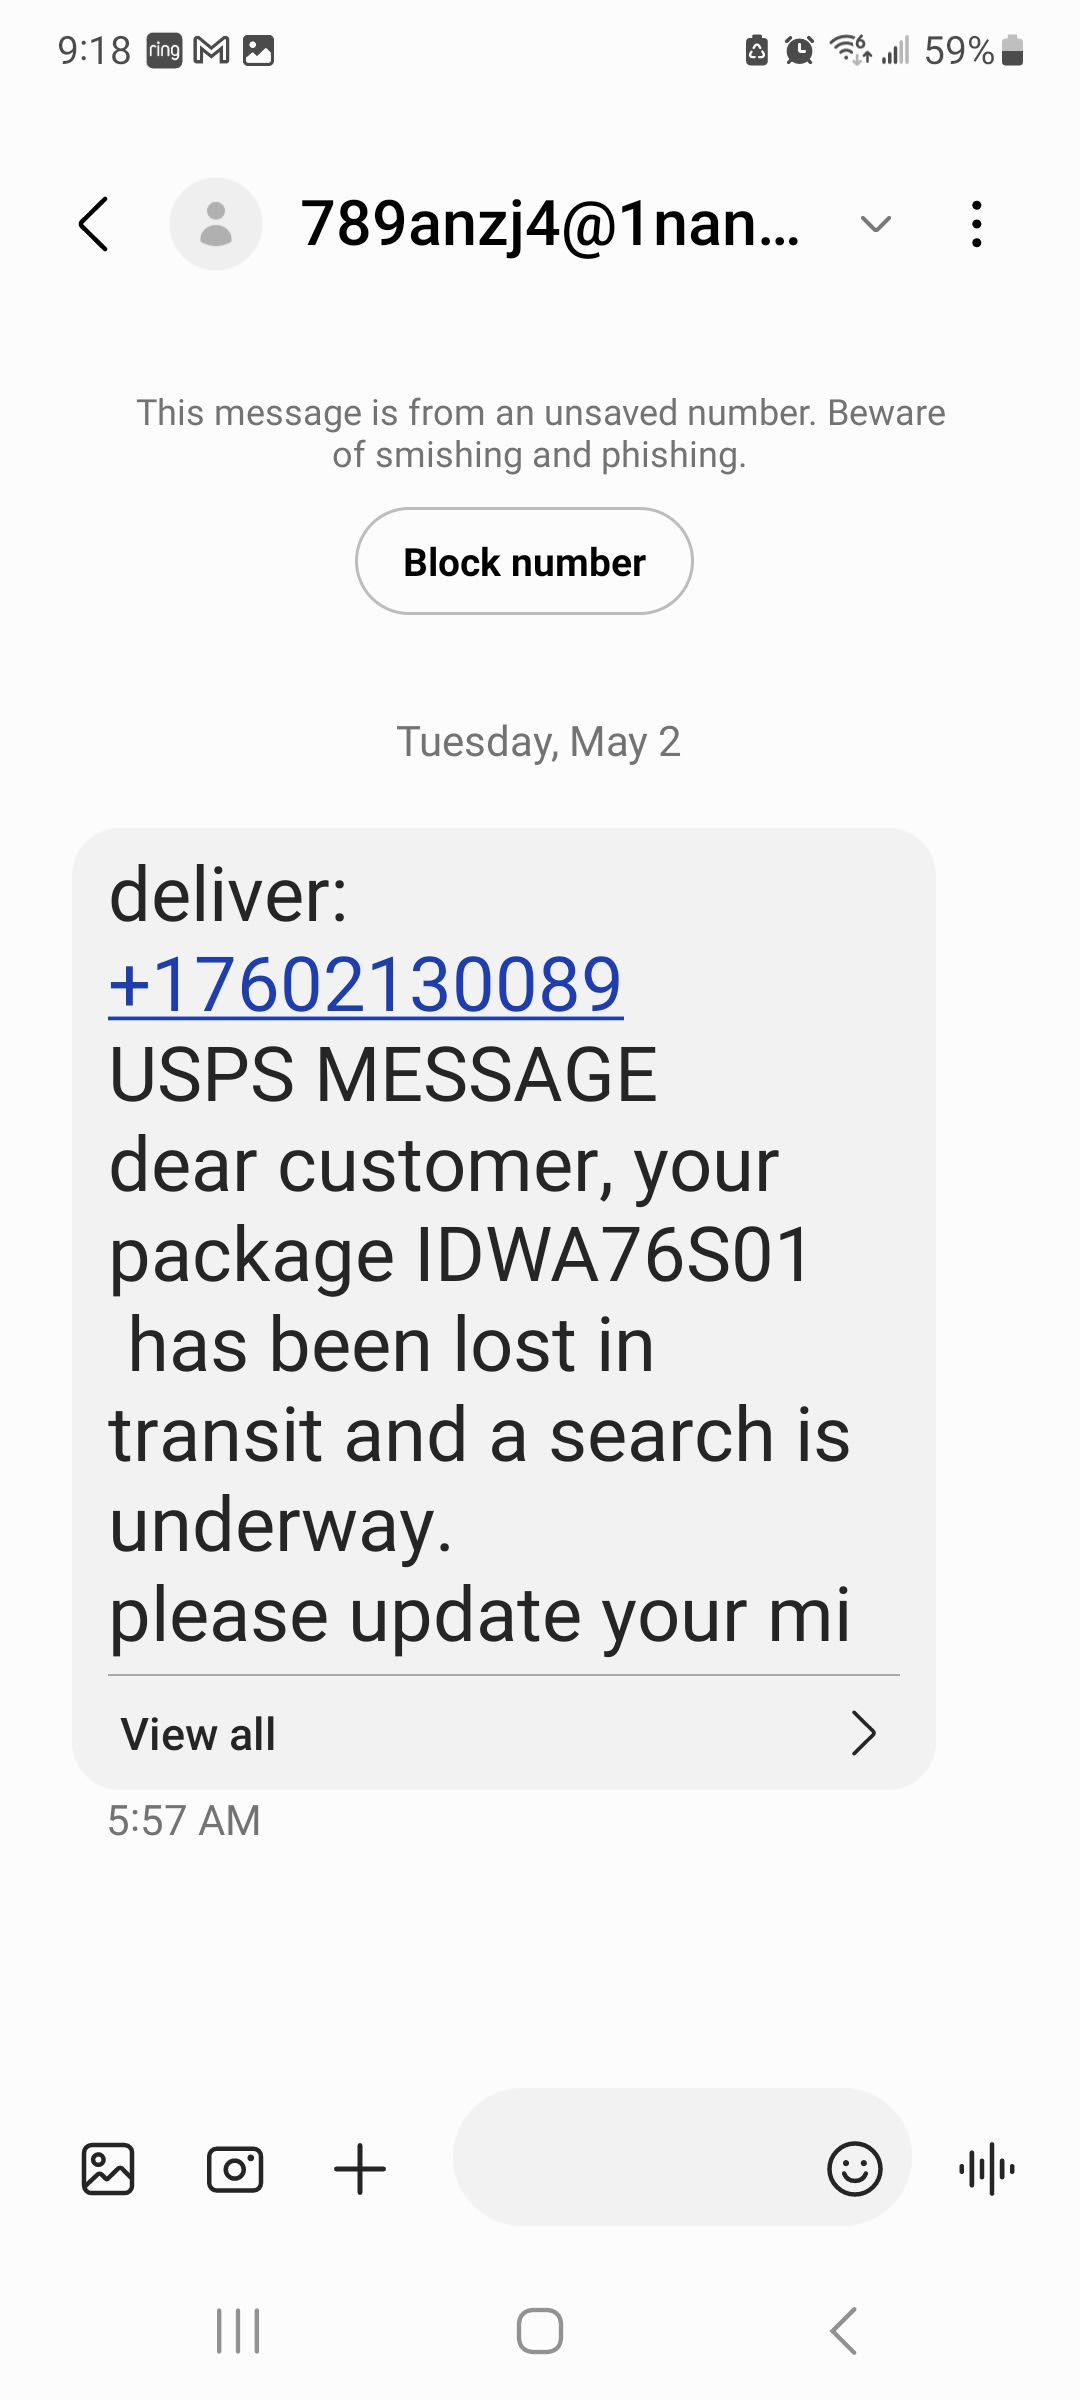 9:18 ring 59%
789anzj4@1nan...
This message is from an unsaved number. Beware
of smishing and phishing.
Block number
Tuesday, May 2
deliver:
+17602130089
USPS MESSAGE
dear customer, your
package IDWA76S01
has been lost in
transit and a search is
underway.
please update your mi
View all
5:57 AM